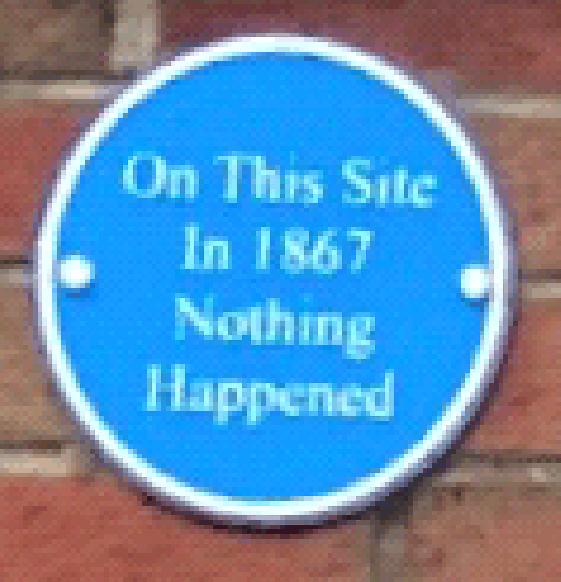 On This Site
In 1867
Nothing
Happened